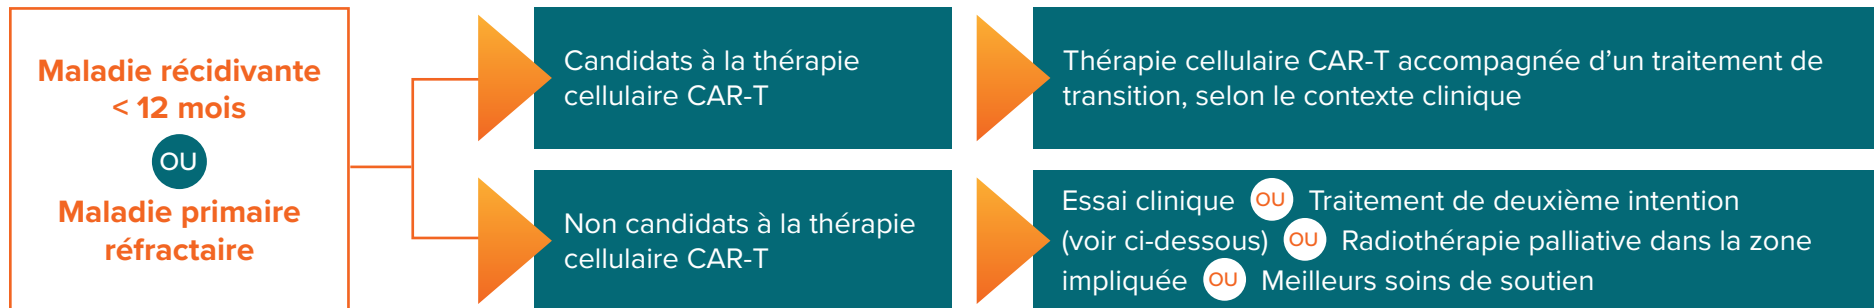 Maladie récidivante
< 12 mois
OU
Maladie primaire
réfractaire
Candidats à la thérapie
cellulaire CAR-T
Thérapie cellulaire CAR-T accompagnée d’un traitement de
transition, selon le contexte clinique
Non candidats à la thérapie
cellulaire CAR-T
Essai clinique OU Traitement de deuxième intention
(voir ci-dessous) OU Radiothérapie palliative dans la zone
impliquée OU Meilleurs soins de soutien